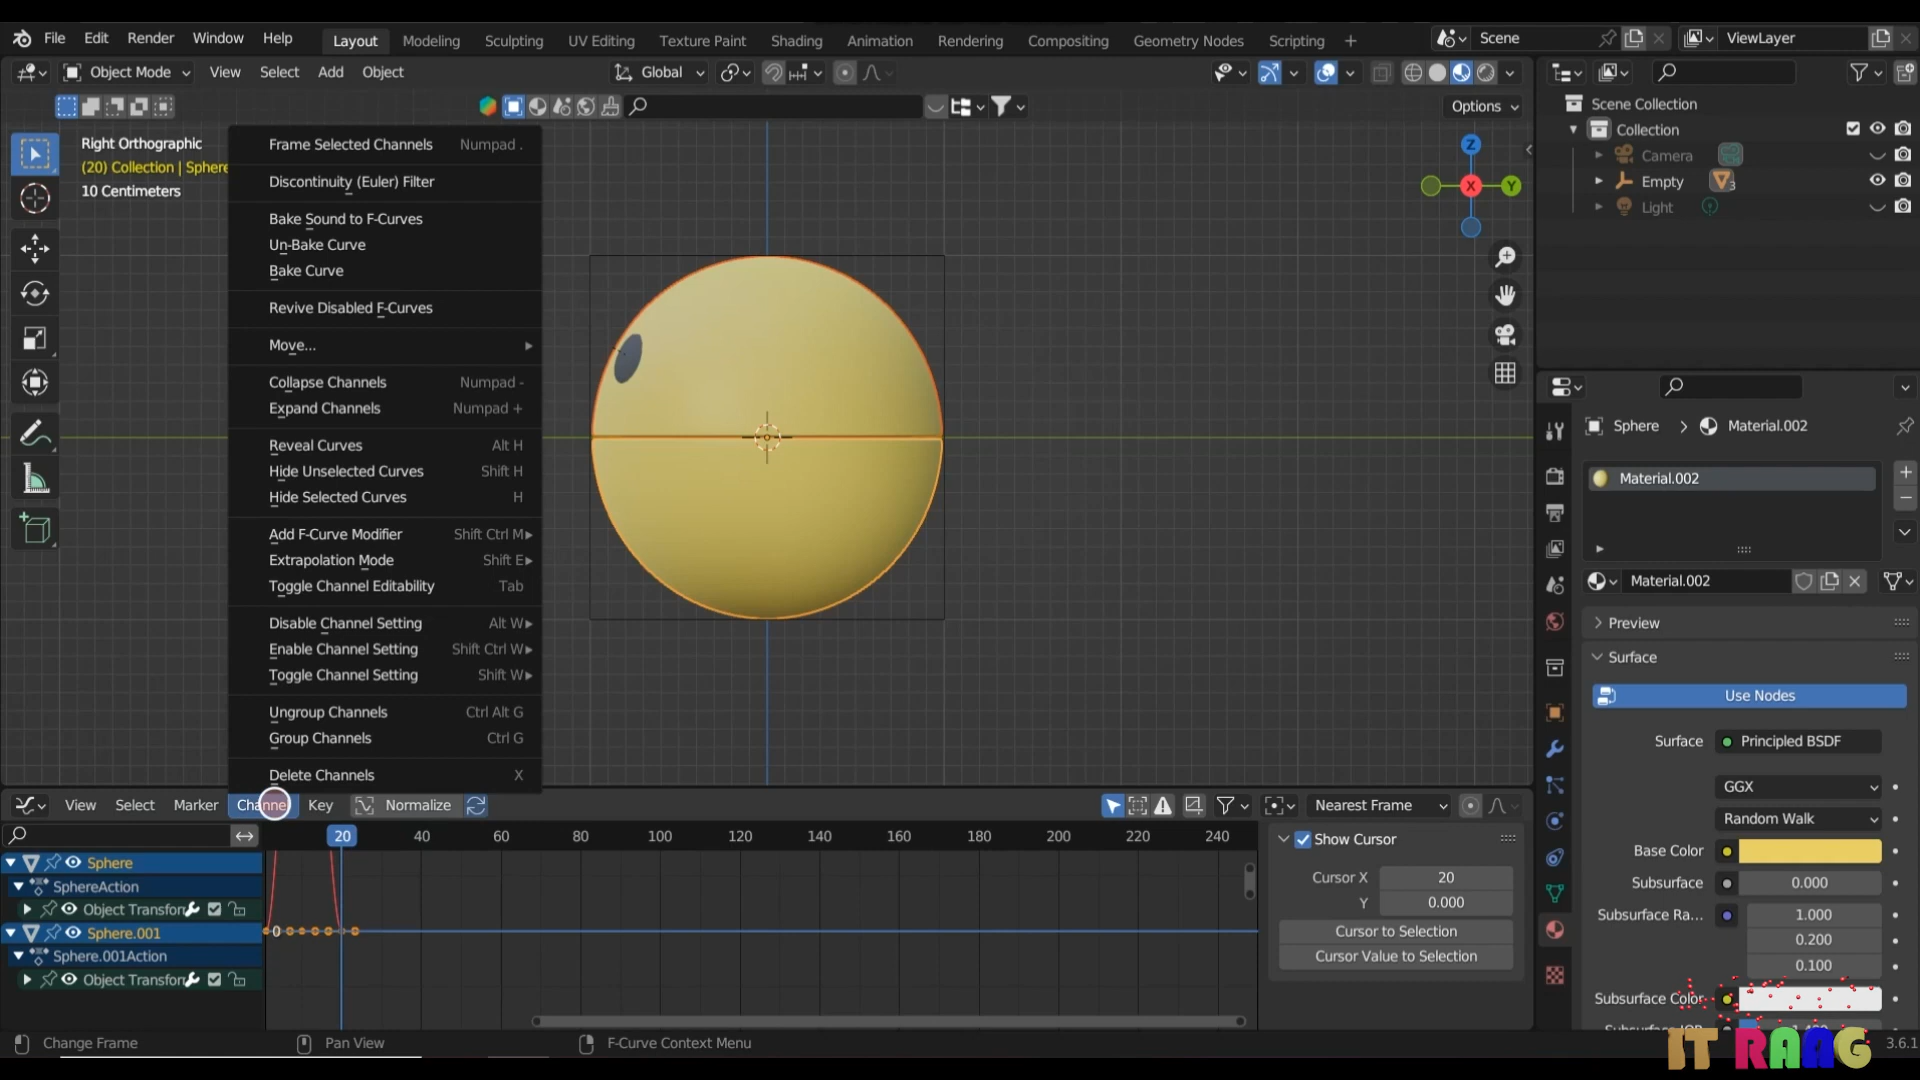 File Edit Render Window Help Layout Modeling Sculpting UV Editing Texture Paint Shading Animation Rendering Compositing Geometry Nodes Scripting + Scene ViewLayer
Object Mode View Select Add Object Global
Options
Right Orthographic
(20) Collection | Sphere
10 Centimeters
Frame Selected Channels Numpad .
Discontinuity (Euler) Filter
Bake Sound to F-Curves
Un-Bake Curve
Bake Curve
Revive Disabled F-Curves
Move...
Collapse Channels Numpad -
Expand Channels Numpad +
Reveal Curves Alt H
Hide Unselected Curves Shift H
Hide Selected Curves H
Add F-Curve Modifier Shift Ctrl M
Extrapolation Mode Shift E
Toggle Channel Editability Tab
Disable Channel Setting Alt W
Enable Channel Setting Shift Ctrl W
Toggle Channel Setting Shift W
Ungroup Channels Ctrl Alt G
Group Channels Ctrl G
Delete Channels X
Z
X
Y
Scene Collection
Collection
Camera
Empty 3
Light
Sphere > Material.002
Material.002
Material.002
Preview
Surface
Use Nodes
Surface Principled BSDF
GGX
Random Walk
Base Color
Subsurface 0.000
Subsurface Ra... 1.000
0.200
0.100
Subsurface Color
View Select Marker Channel Key Normalize Nearest Frame
20 40 60 80 100 120 140 160 180 200 220 240
Sphere
SphereAction
Object Transfor
Sphere.001
Sphere.001Action
Object Transfor
Show Cursor
Cursor X 20
Y 0.000
Cursor to Selection
Cursor Value to Selection
Change Frame Pan View F-Curve Context Menu
3.6.1
IT RANG